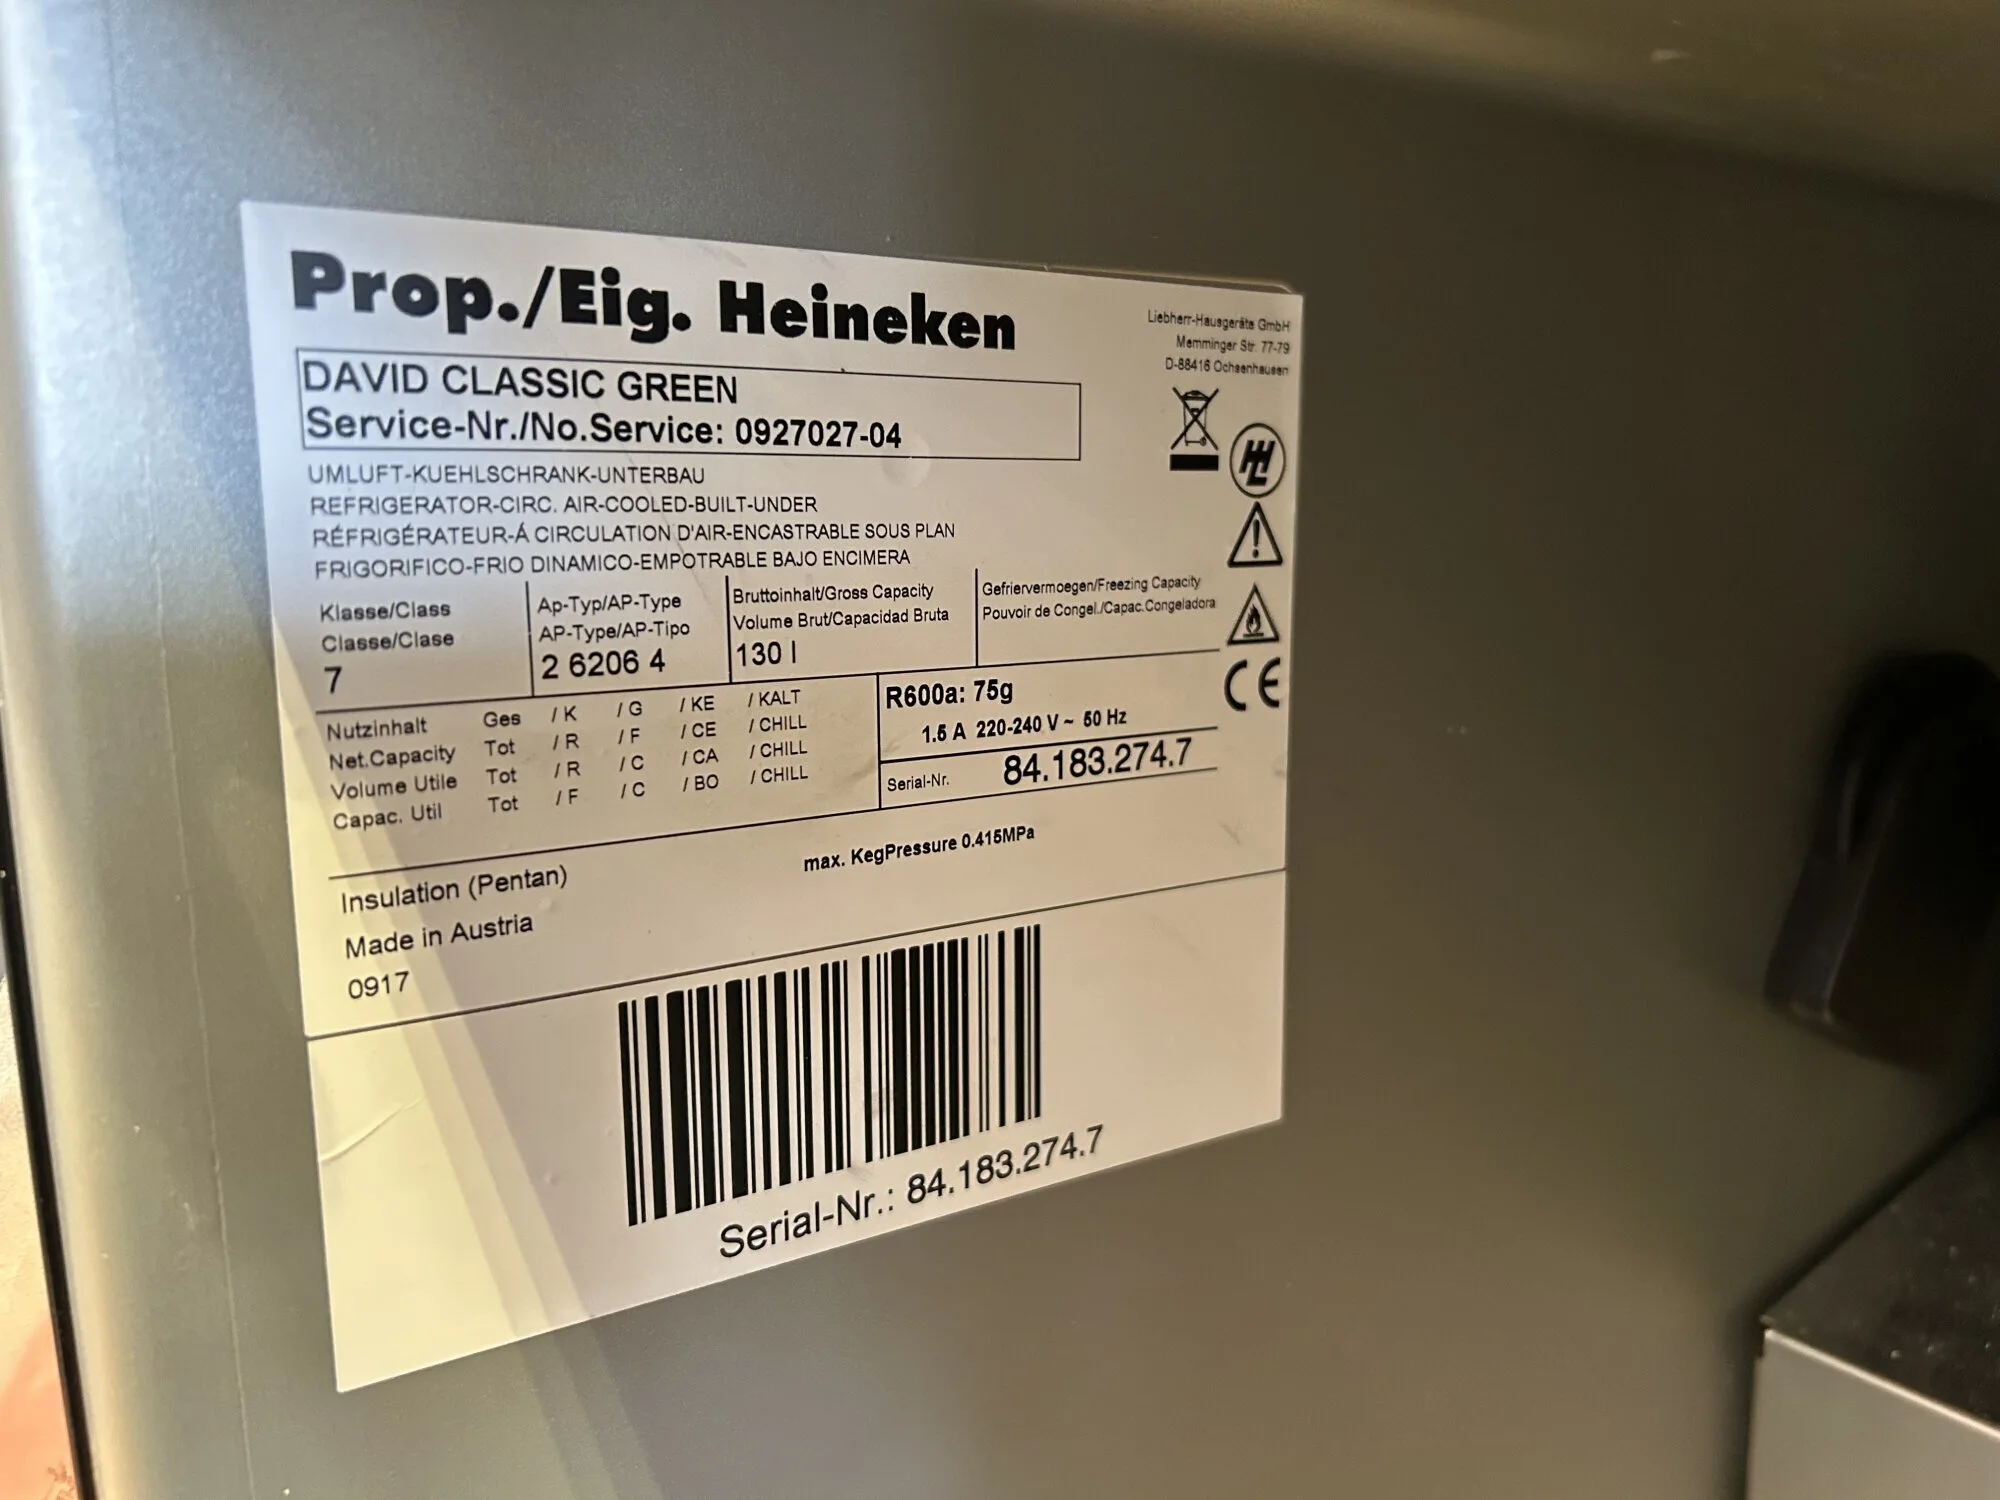 Prop./Eig. Heineken
Liebherr-Hausgeräte GmbH
Memminger Str. 77-79
D-88416 Ochsenhausen
DAVID CLASSIC GREEN
Service-Nr./No.Service: 0927027-04
UMLUFT-KUEHLSCHRANK-UNTERBAU
REFRIGERATOR-CIRC. AIR-COOLED-BUILT-UNDER
RÉFRIGÉRATEUR-Á CIRCULATION D'AIR-ENCASTRABLE SOUS PLAN
FRIGORIFICO-FRIO DINAMICO-EMPOTRABLE BAJO ENCIMERA
Klasse/Class
Classe/Clase
7
Ap-Typ/AP-Type
AP-Type/AP-Tipo
2 6206 4
Bruttoinhalt/Gross Capacity
Volume Brut/Capacidad Bruta
130 l
Gefriervermoegen/Freezing Capacity
Pouvoir de Congel./Capac.Congeladora
CE
Nutzinhalt Ges / K / G / KE / KALT
Net.Capacity Tot / R / F / CE / CHILL
Volume Utile Tot / R / C / CA / CHILL
Capac. Util Tot / F / C / BO / CHILL
R600a: 75g
1.5 A 220-240 V ~ 50 Hz
Serial-Nr. 84.183.274.7
max. KegPressure 0.415MPa
Insulation (Pentan)
Made in Austria
0917
Serial-Nr.: 84.183.274.7